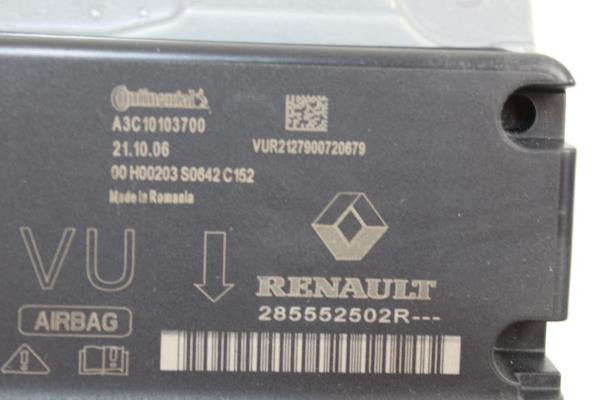 Continental
A3C10103700
21.10.06
00 H00203 S0642 C152
Made in Romania
VUR2127900720679
VU
RENAULT
285552502R---
AIRBAG